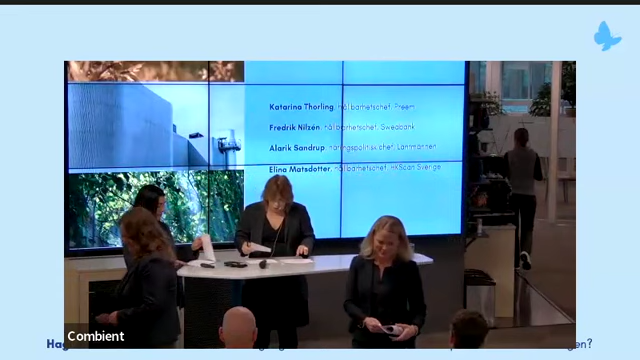 Katarina Thorling, hållbarhetschef, Preem
Fredrik Nilzén, hållbarhetschef, Swedbank
Alarik Sandrup, näringspolitisk chef, Lantmännen
Elina Matsdotter, hållbarhetschef, HKScan Sverige
Combient